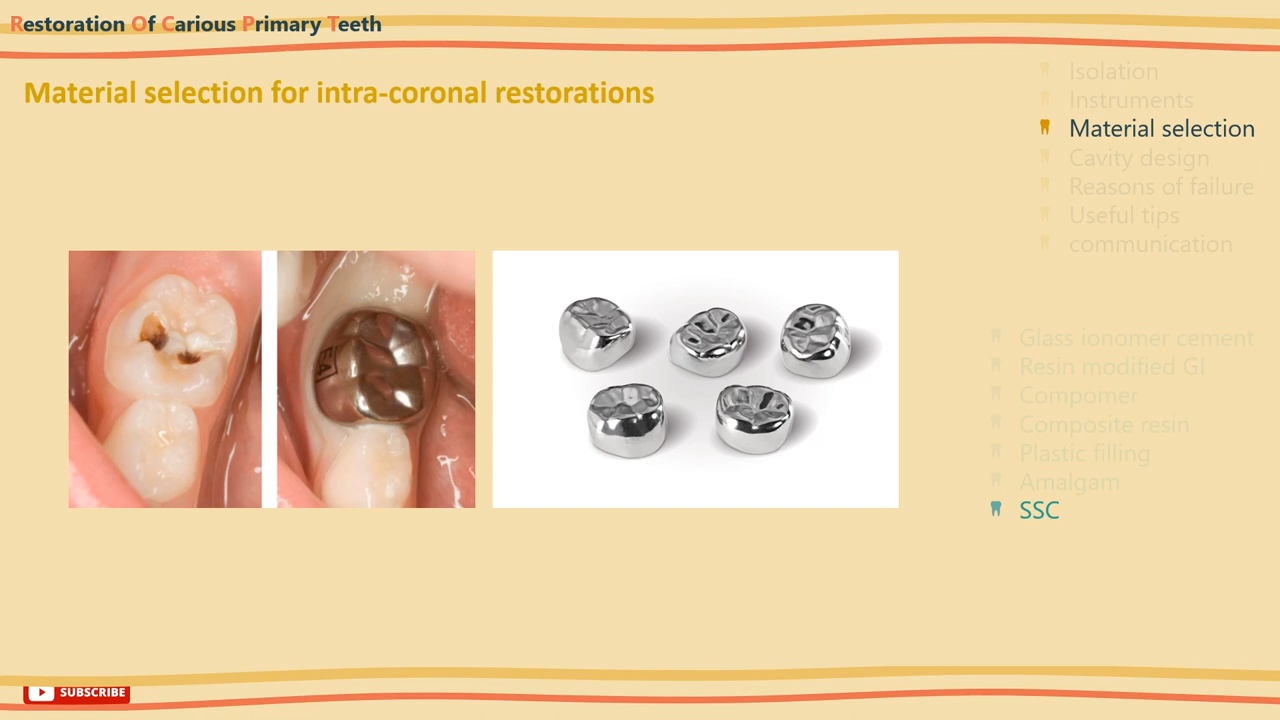 Restoration Of Carious Primary Teeth
Material selection for intra-coronal restorations
Isolation
Instruments
Material selection
Cavity design
Reasons of failure
Useful tips
communication
Glass ionomer cement
Resin modified GI
Compomer
Composite resin
Plastic filling
Amalgam
SSC
SUBSCRIBE